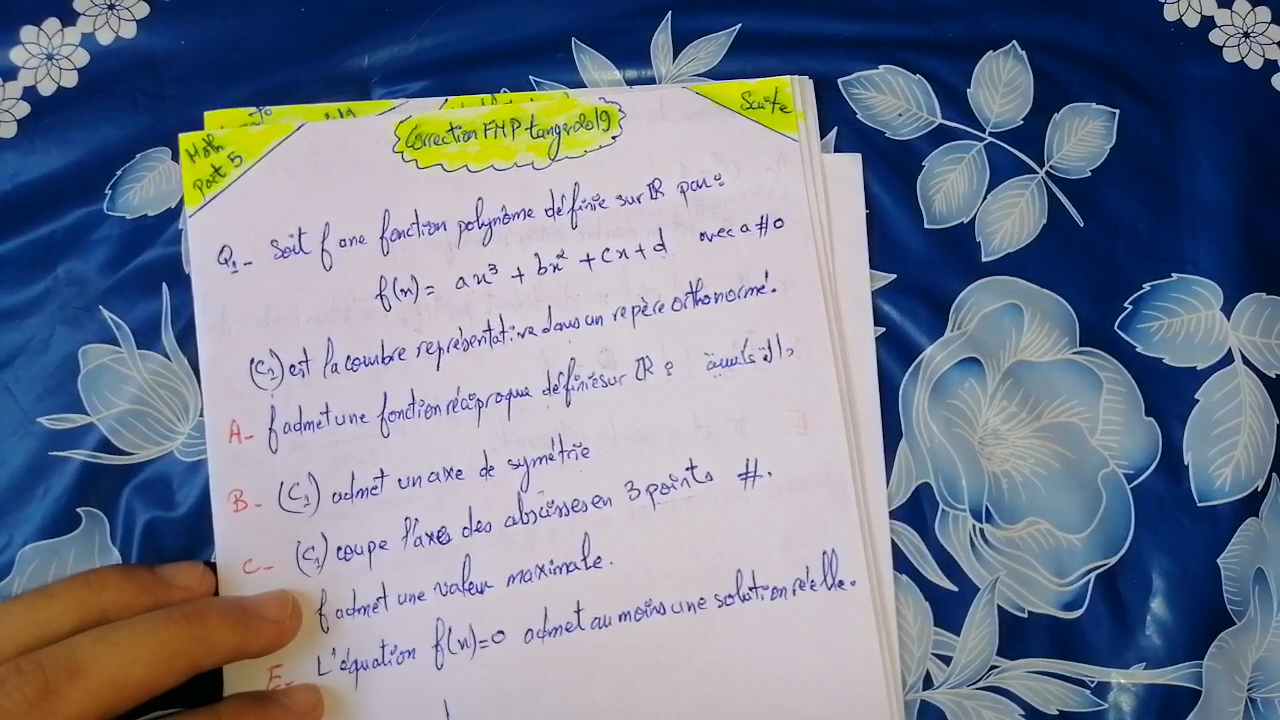 Math
Part 5
Correction FMP tanger 2019
Suite
Q1- Soit f une fonction polynôme définie sur ℝ par:
f(x) = ax³ + bx² + cx + d avec a ≠ 0
(C1) est la courbe représentative dans un repère orthonormé.
A- f admet une fonction réciproque définie sur ℝ:
B- (C1) admet un axe de symétrie
C- (C1) coupe l'axe des abscisses en 3 points #.
f admet une valeur maximale.
E- L'équation f(x)=0 admet au moins une solution réelle.